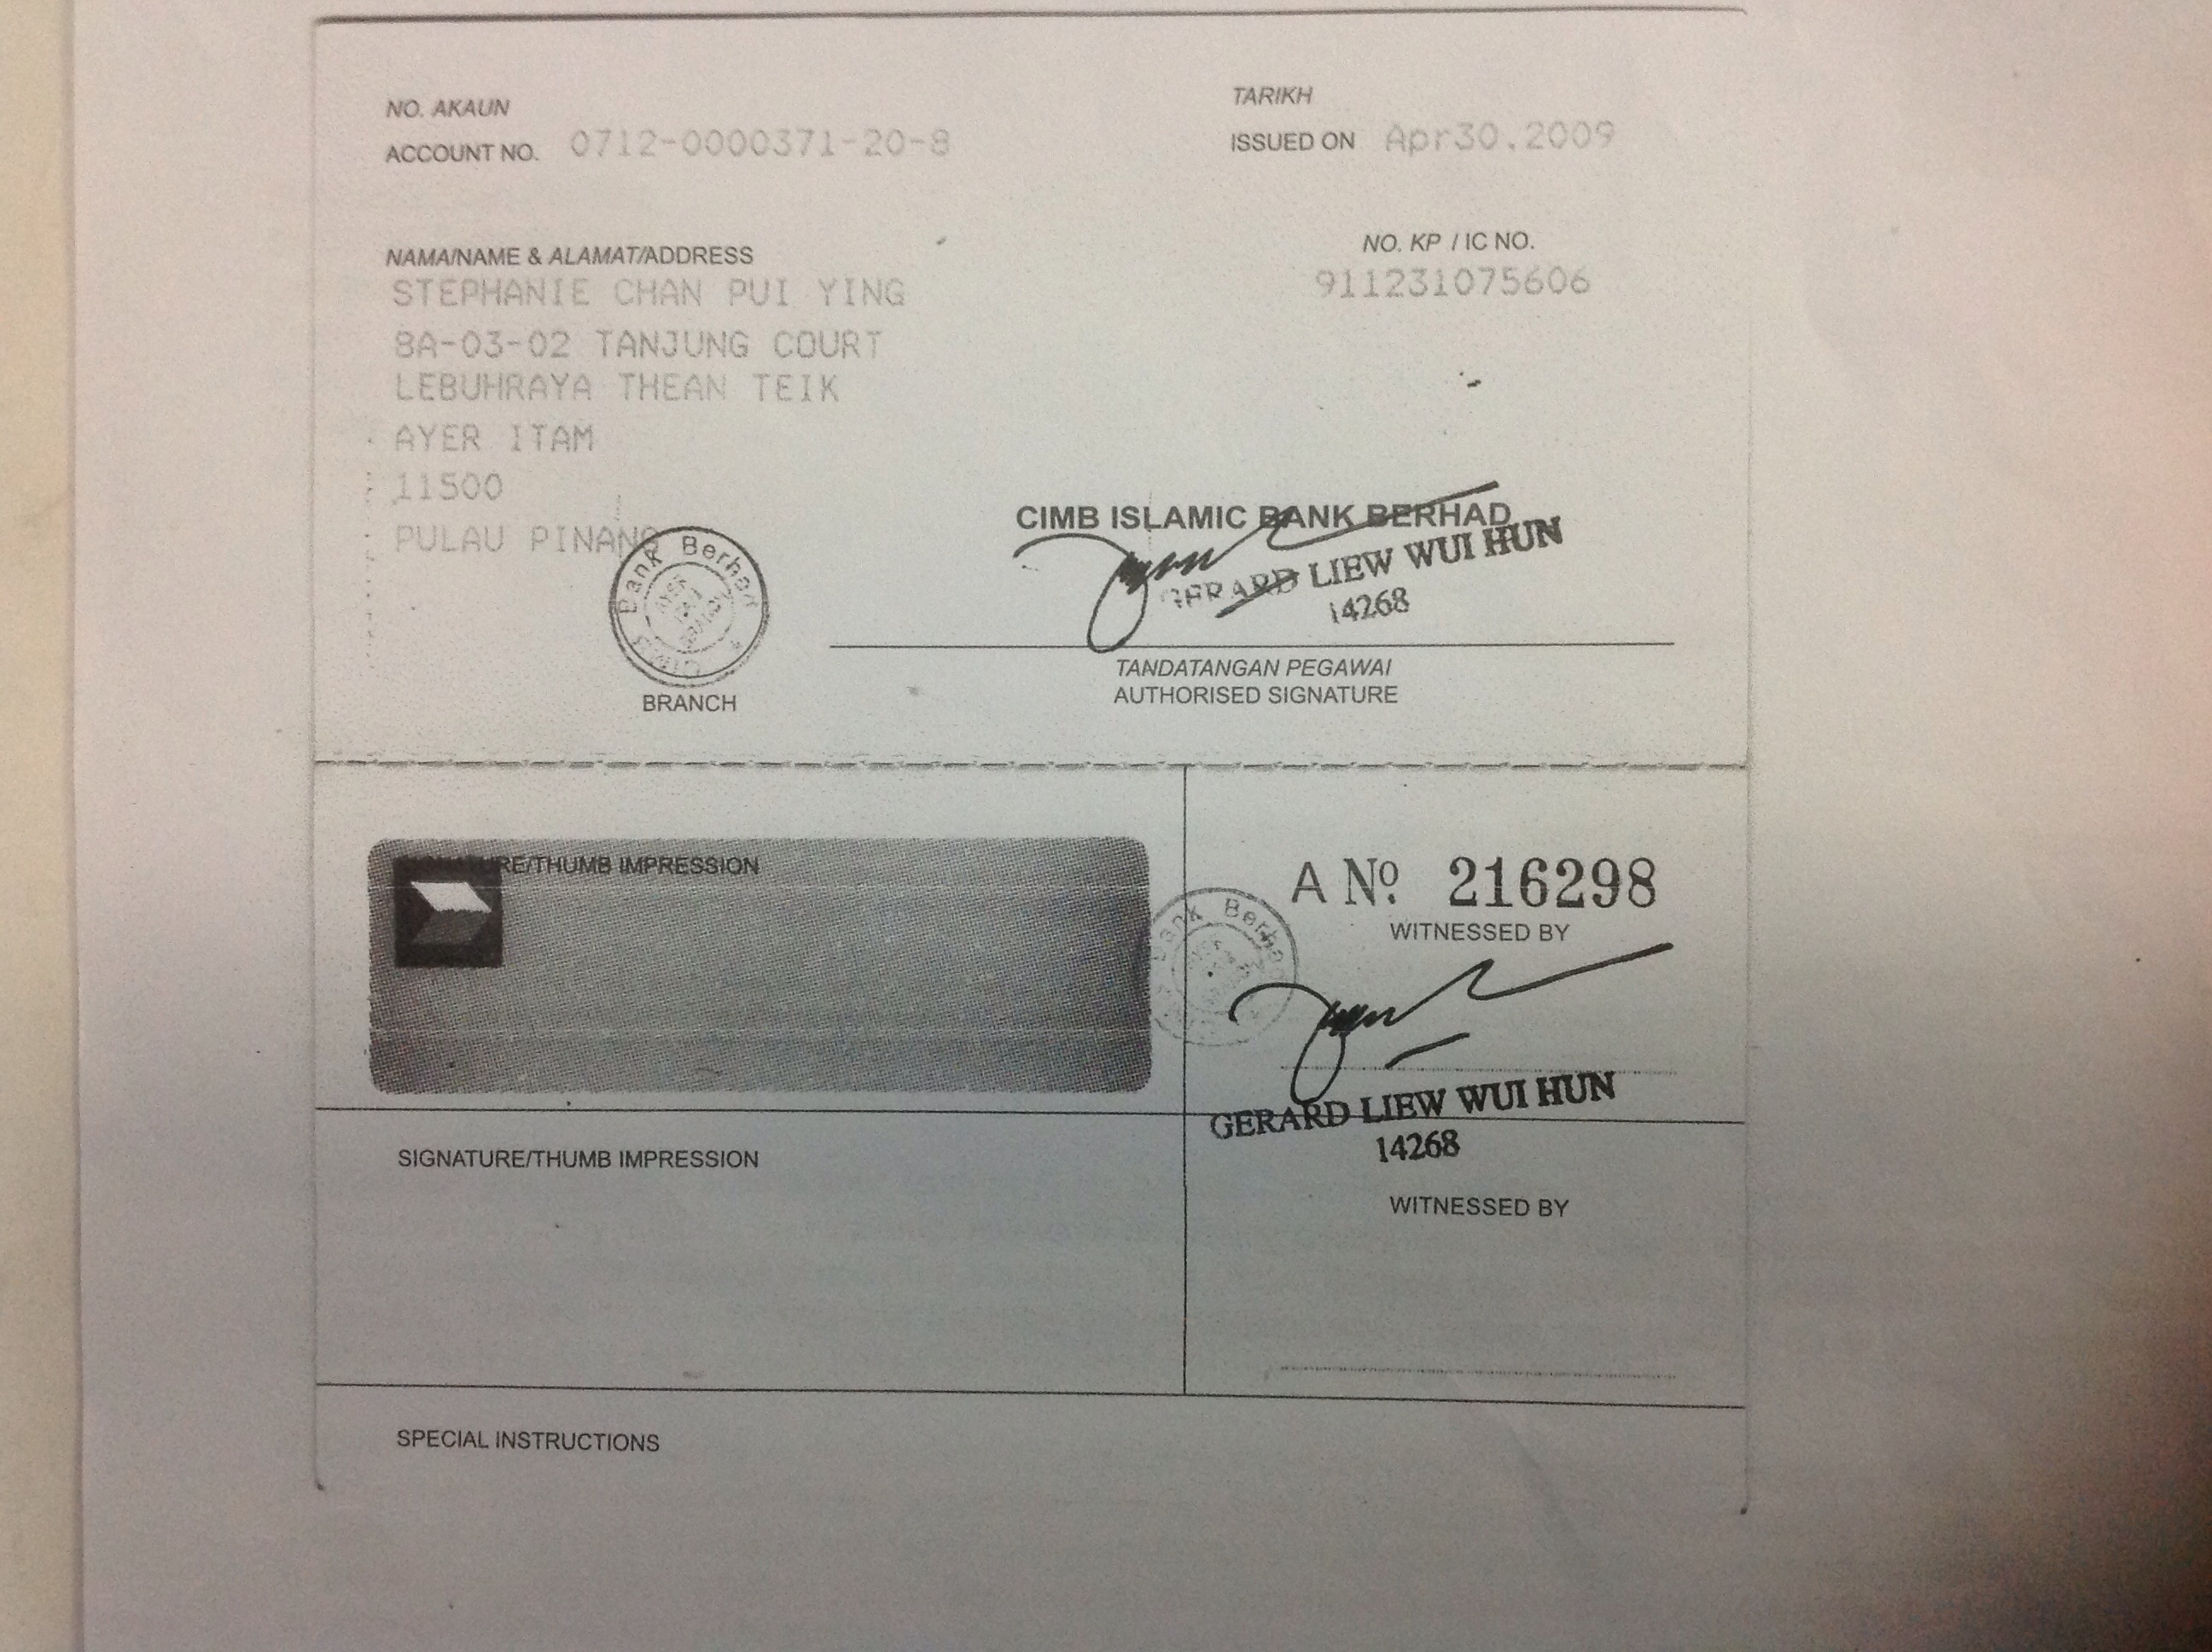 NO. AKAUN
ACCOUNT NO. 0712-0000371-20-8
TARIKH
ISSUED ON Apr30,2009
NAMA/NAME & ALAMAT/ADDRESS
STEPHANIE CHAN PUI YING
8A-03-02 TANJUNG COURT
LEBUHRAYA THEAN TEIK
AYER ITAM
11500
PULAU PINANG
NO. KP / IC NO.
911231075606
CIMB ISLAMIC BANK BERHAD
GERARD LIEW WUI HUN
14268
Bank Berhad
CIMB
BRANCH
TANDATANGAN PEGAWAI
AUTHORISED SIGNATURE
RE/THUMB IMPRESSION
Bank Berhad
A Nº. 216298
WITNESSED BY
GERARD LIEW WUI HUN
14268
SIGNATURE/THUMB IMPRESSION
WITNESSED BY
SPECIAL INSTRUCTIONS